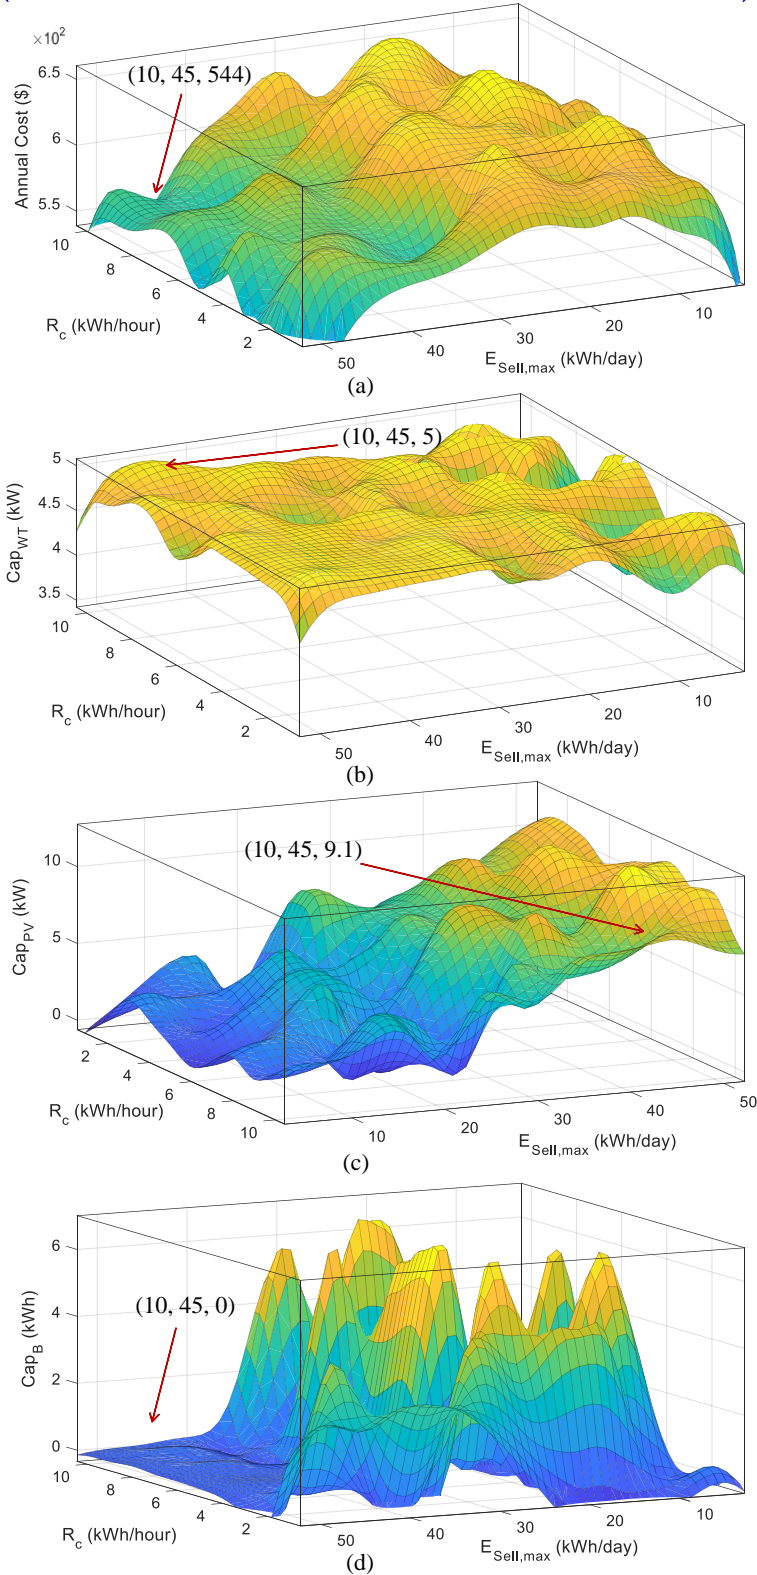 ×10²
(10, 45, 544)
Annual Cost ($)
6.5
6
5.5
10
8
6
4
2
R_c (kWh/hour)
50
40
30
20
10
E_Sell,max (kWh/day)
(a)
(10, 45, 5)
Cap_WT (kW)
5
4.5
4
3.5
10
8
6
4
2
R_c (kWh/hour)
50
40
30
20
10
E_Sell,max (kWh/day)
(b)
(10, 45, 9.1)
Cap_PV (kW)
10
5
0
2
4
6
8
10
R_c (kWh/hour)
10
20
30
40
50
E_Sell,max (kWh/day)
(c)
(10, 45, 0)
Cap_B (kWh)
6
4
2
0
10
8
6
4
2
R_c (kWh/hour)
50
40
30
20
10
E_Sell,max (kWh/day)
(d)